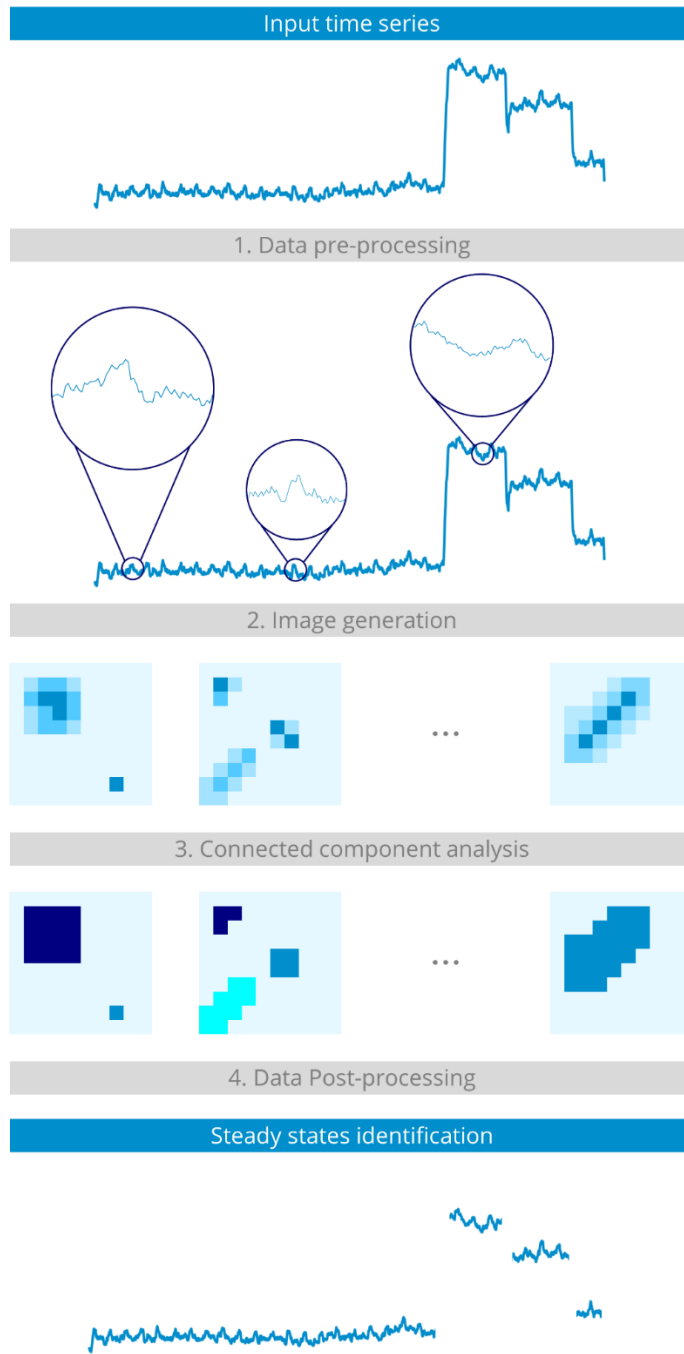 Input time series
1. Data pre-processing
2. Image generation
...
3. Connected component analysis
...
4. Data Post-processing
Steady states identification